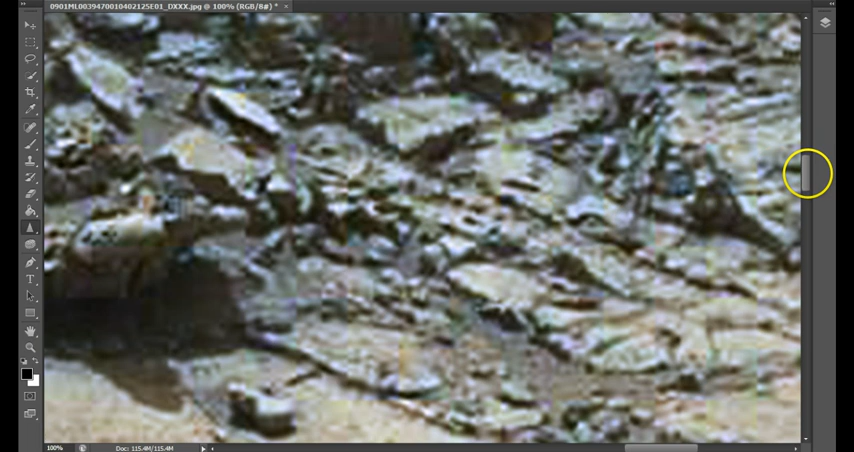 0901ML0039470010402125E01_DXXX.jpg @ 100% (RGB/8#) * ×
T
100% Doc: 115.4M/115.4M